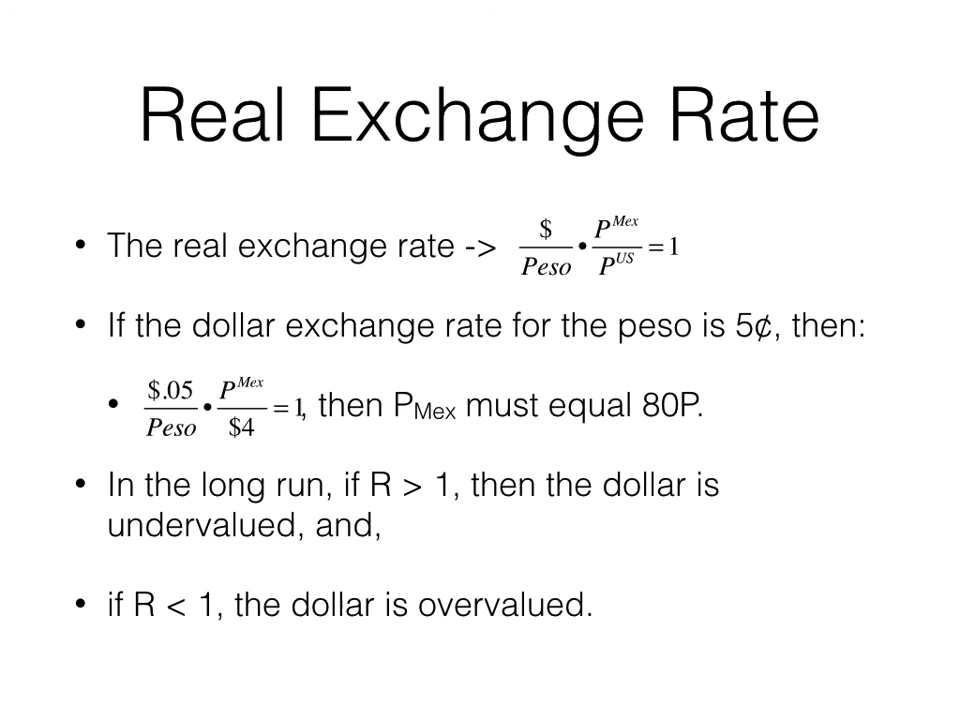 Real Exchange Rate
• The real exchange rate -> $/Peso • P^Mex/P^US = 1
• If the dollar exchange rate for the peso is 5¢, then:
• $.05/Peso • P^Mex/$4 = 1, then P_Mex must equal 80P.
• In the long run, if R > 1, then the dollar is
undervalued, and,
• if R < 1, the dollar is overvalued.